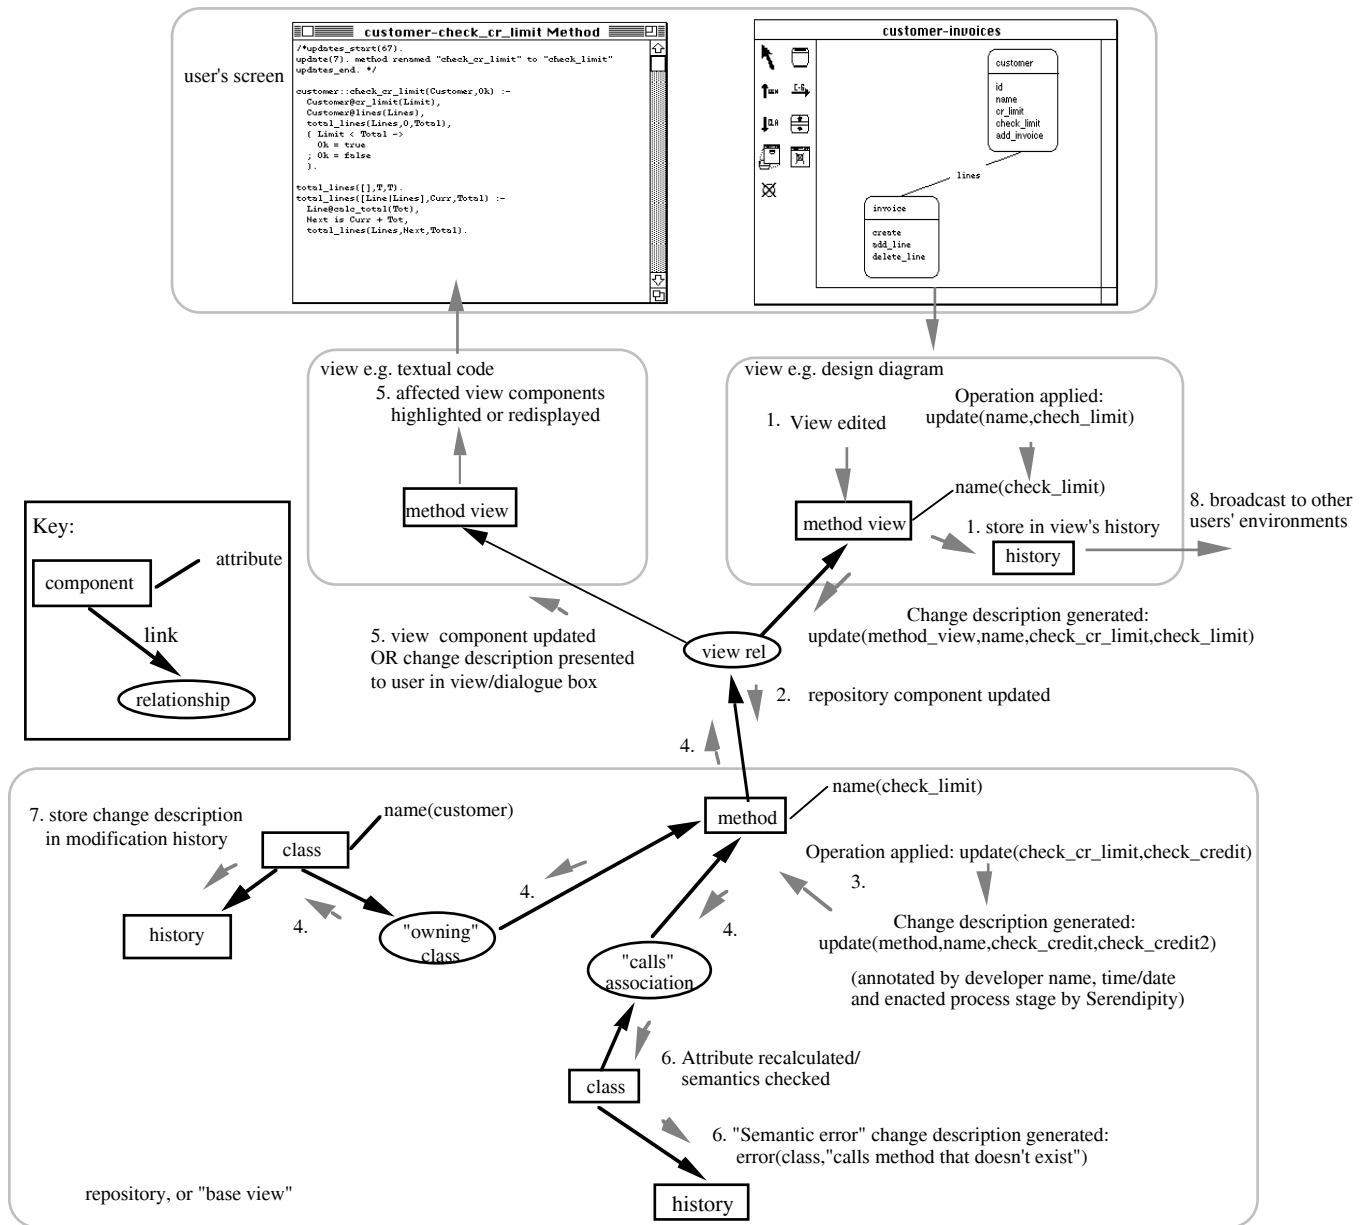 user's screen
customer-check_cr_limit Method
/*updates_start(67).
update(7). method renamed "check_cr_limit" to "check_limit"
updates_end. */
customer::check_cr_limit(Customer,Ok) :-
Customer@cr_limit(Limit),
Customer@lines(Lines),
total_lines(Lines,0,Total),
( Limit < Total ->
Ok = true
; Ok = false
).
total_lines([],T,T).
total_lines([Line|Lines],Curr,Total) :-
Line@calc_total(Tot),
Next is Curr + Tot,
total_lines(Lines,Next,Total).
customer-invoices
customer
id
name
cr_limit
check_limit
add_invoice
lines
invoice
create
add_line
delete_line
view e.g. textual code
5. affected view components
highlighted or redisplayed
method view
view e.g. design diagram
Operation applied:
update(name,chech_limit)
1. View edited
name(check_limit)
method view
1. store in view's history
history
8. broadcast to other
users' environments
Key:
component
attribute
link
relationship
5. view component updated
OR change description presented
to user in view/dialogue box
view rel
Change description generated:
update(method_view,name,check_cr_limit,check_limit)
2. repository component updated
4.
7. store change description
in modification history
name(customer)
class
history
4.
"owning"
class
4.
method
name(check_limit)
Operation applied: update(check_cr_limit,check_credit)
3.
Change description generated:
update(method,name,check_credit,check_credit2)
(annotated by developer name, time/date
and enacted process stage by Serendipity)
4.
"calls"
association
6. Attribute recalculated/
semantics checked
class
6. "Semantic error" change description generated:
error(class,"calls method that doesn't exist")
history
repository, or "base view"